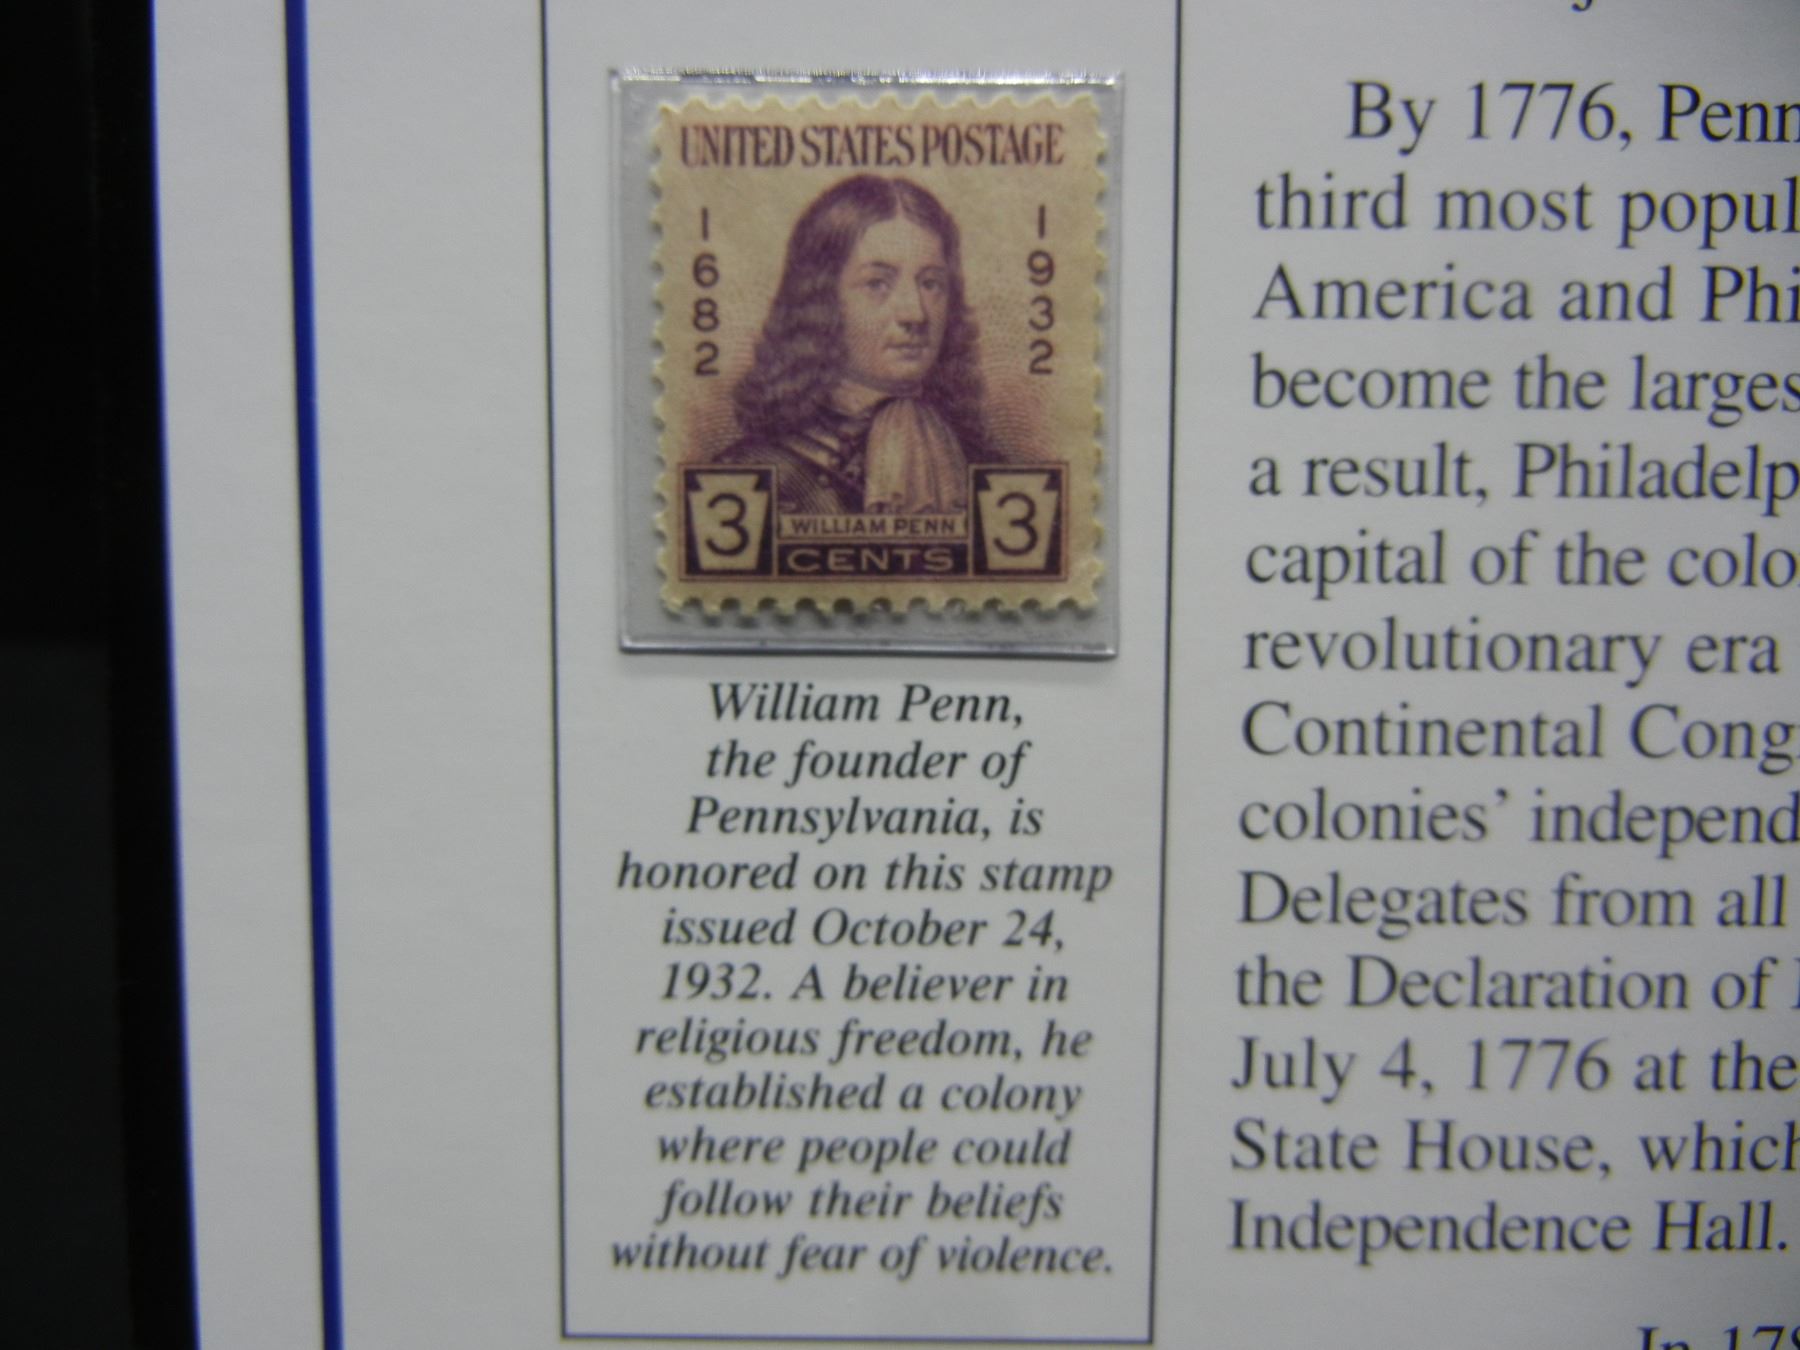 UNITED STATES POSTAGE
1682
1932
3
WILLIAM PENN
CENTS
3
William Penn,
the founder of
Pennsylvania, is
honored on this stamp
issued October 24,
1932. A believer in
religious freedom, he
established a colony
where people could
follow their beliefs
without fear of violence.
By 1776, Penn
third most popul
America and Phi
become the larges
a result, Philadelp
capital of the colo
revolutionary era
Continental Cong
colonies’ independ
Delegates from all
the Declaration of
July 4, 1776 at the
State House, which
Independence Hall.
In 178